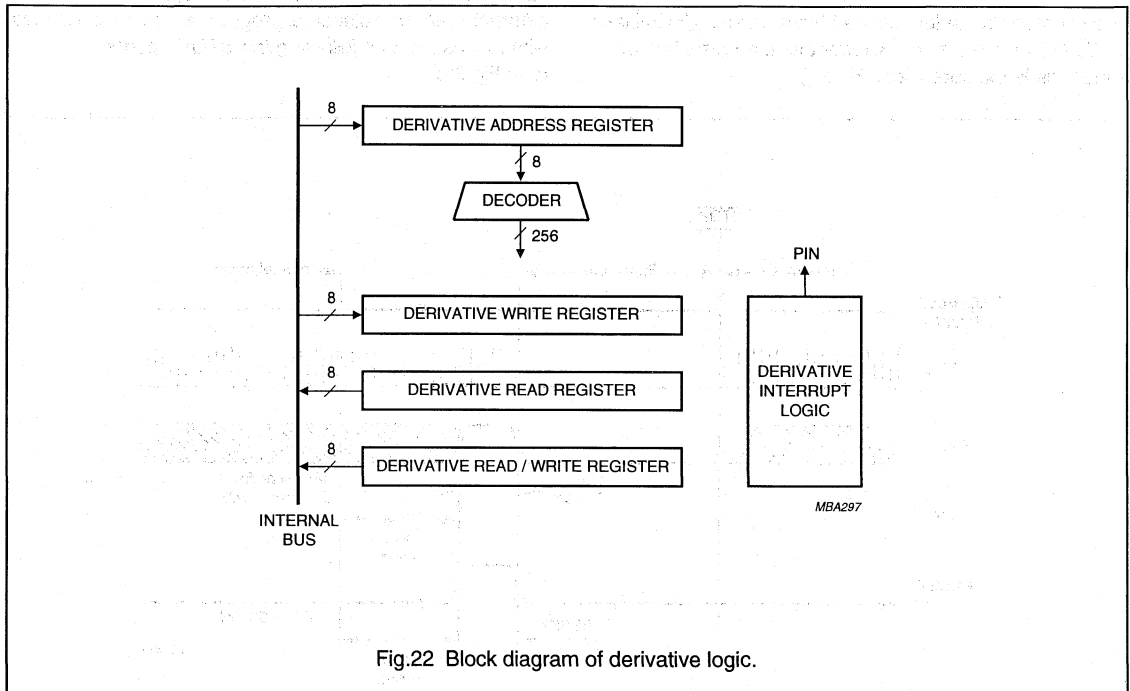 8
DERIVATIVE ADDRESS REGISTER
8
DECODER
256
PIN
8
DERIVATIVE WRITE REGISTER
8
DERIVATIVE READ REGISTER
DERIVATIVE
INTERRUPT
LOGIC
8
DERIVATIVE READ / WRITE REGISTER
MBA297
INTERNAL
BUS
Fig.22 Block diagram of derivative logic.